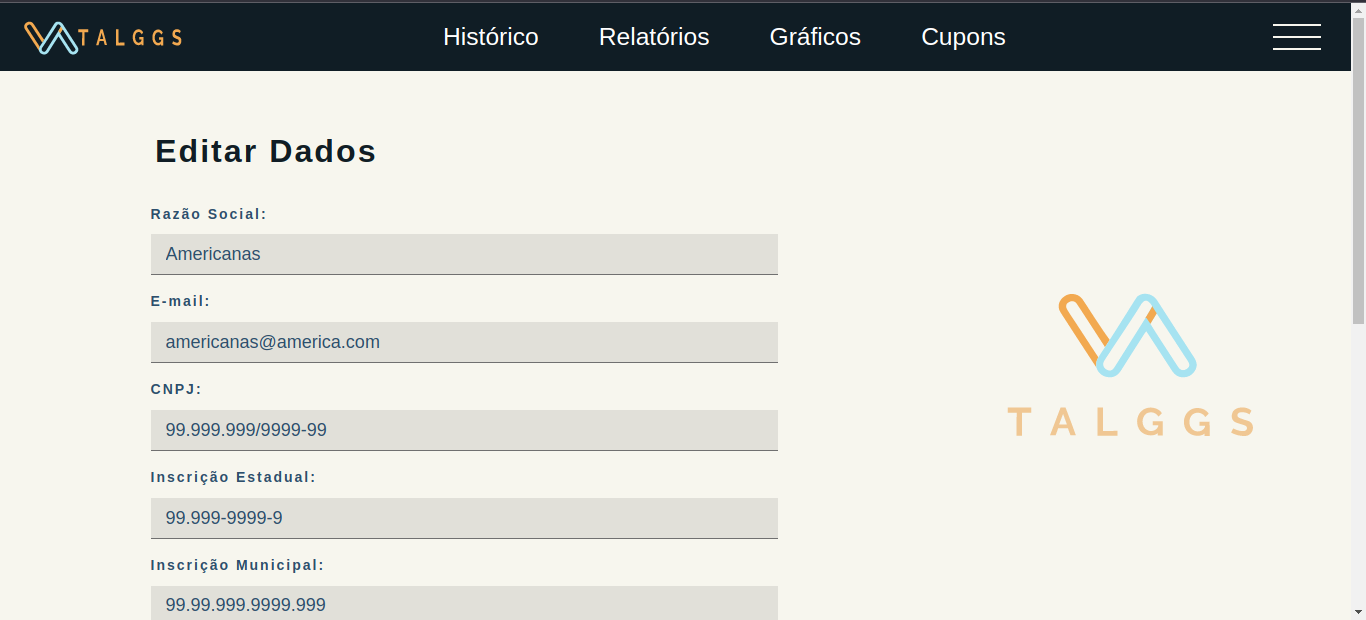 TALGGS Histórico Relatórios Gráficos Cupons
Editar Dados
Razão Social:
Americanas
E-mail:
americanas@america.com
CNPJ:
99.999.999/9999-99
Inscrição Estadual:
99.999-9999-9
Inscrição Municipal:
99.99.999.9999.999
TALGGS